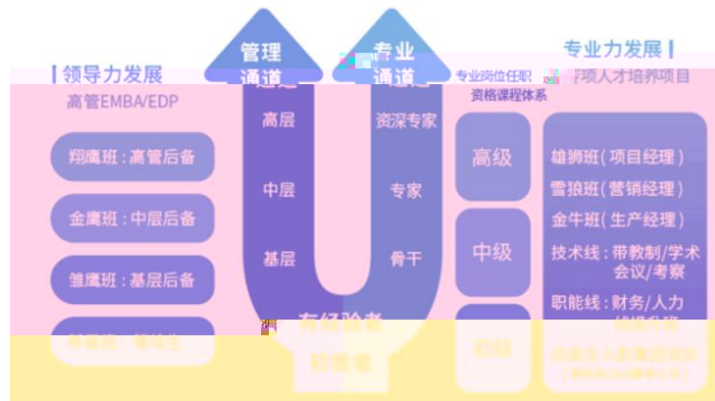 领导力发展
高管EMBA/EDP
翔鹰班：高管后备
金鹰班：中层后备
雏鹰班：基层后备
管理
通道
高层
中层
基层
专业
通道
资深专家
专家
骨干
有经验者
初级者
专业岗位任职
资格课程体系
高级
中级
初级
专业力发展
项人才培养项目
雄狮班(项目经理)
雪狼班(营销经理)
金牛班(生产经理)
技术线：带教制/学术
会议/考察
职能线：财务/人力